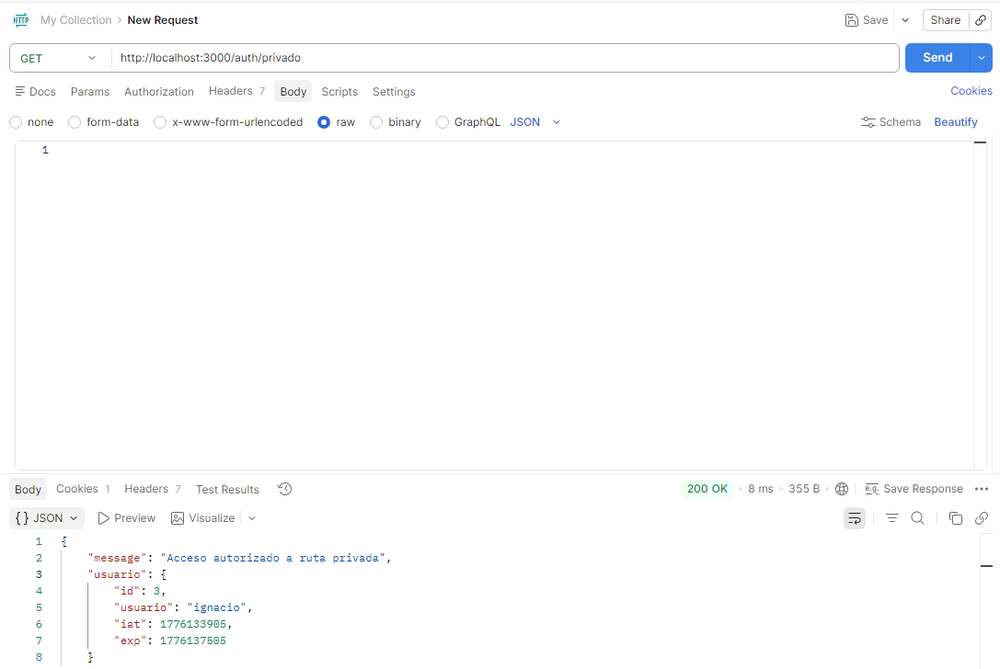 HTTP My Collection > New Request Save Share
GET http://localhost:3000/auth/privado Send
Docs Params Authorization Headers 7 Body Scripts Settings Cookies
none form-data x-www-form-urlencoded raw binary GraphQL JSON Schema Beautify
1
Body Cookies 1 Headers 7 Test Results 200 OK • 8 ms • 355 B • e.g. Save Response
{} JSON Preview Visualize
1 {
2 "message": "Acceso autorizado a ruta privada",
3 "usuario": {
4 "id": 3,
5 "usuario": "ignacio",
6 "iat": 1776133905,
7 "exp": 1776137505
8 }